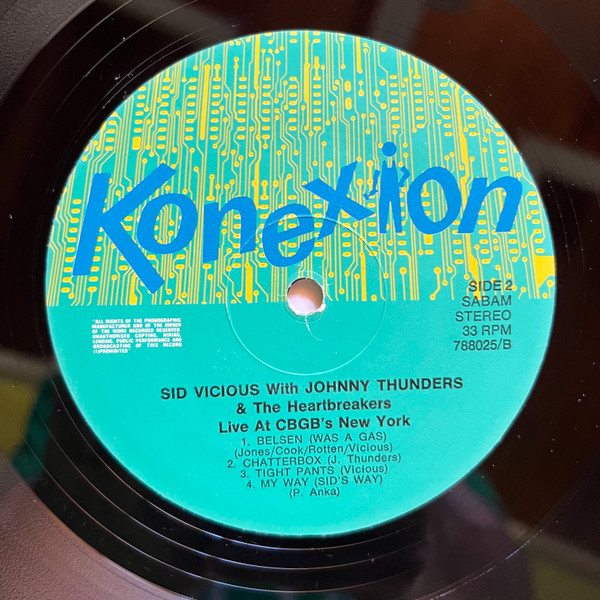 Konexion
SIDE 2
SABAM
STEREO
33 RPM
788025/B
"ALL RIGHTS OF THE PHONOGRAPHIC
MANUFACTURER AND OF THE OWNER
OF THE WORK RECORDED RESERVED.
UNAUTHORISED COPYING, HIRING,
LENDING, PUBLIC PERFORMANCE AND
BROADCASTING OF THIS RECORD
(1)PROHIBITED"
SID VICIOUS With JOHNNY THUNDERS
& The Heartbreakers
Live At CBGB's New York
1. BELSEN (WAS A GAS)
(Jones/Cook/Rotten/Vicious)
2. CHATTERBOX (J. Thunders)
3. TIGHT PANTS (Vicious)
4. MY WAY (SID'S WAY)
(P. Anka)